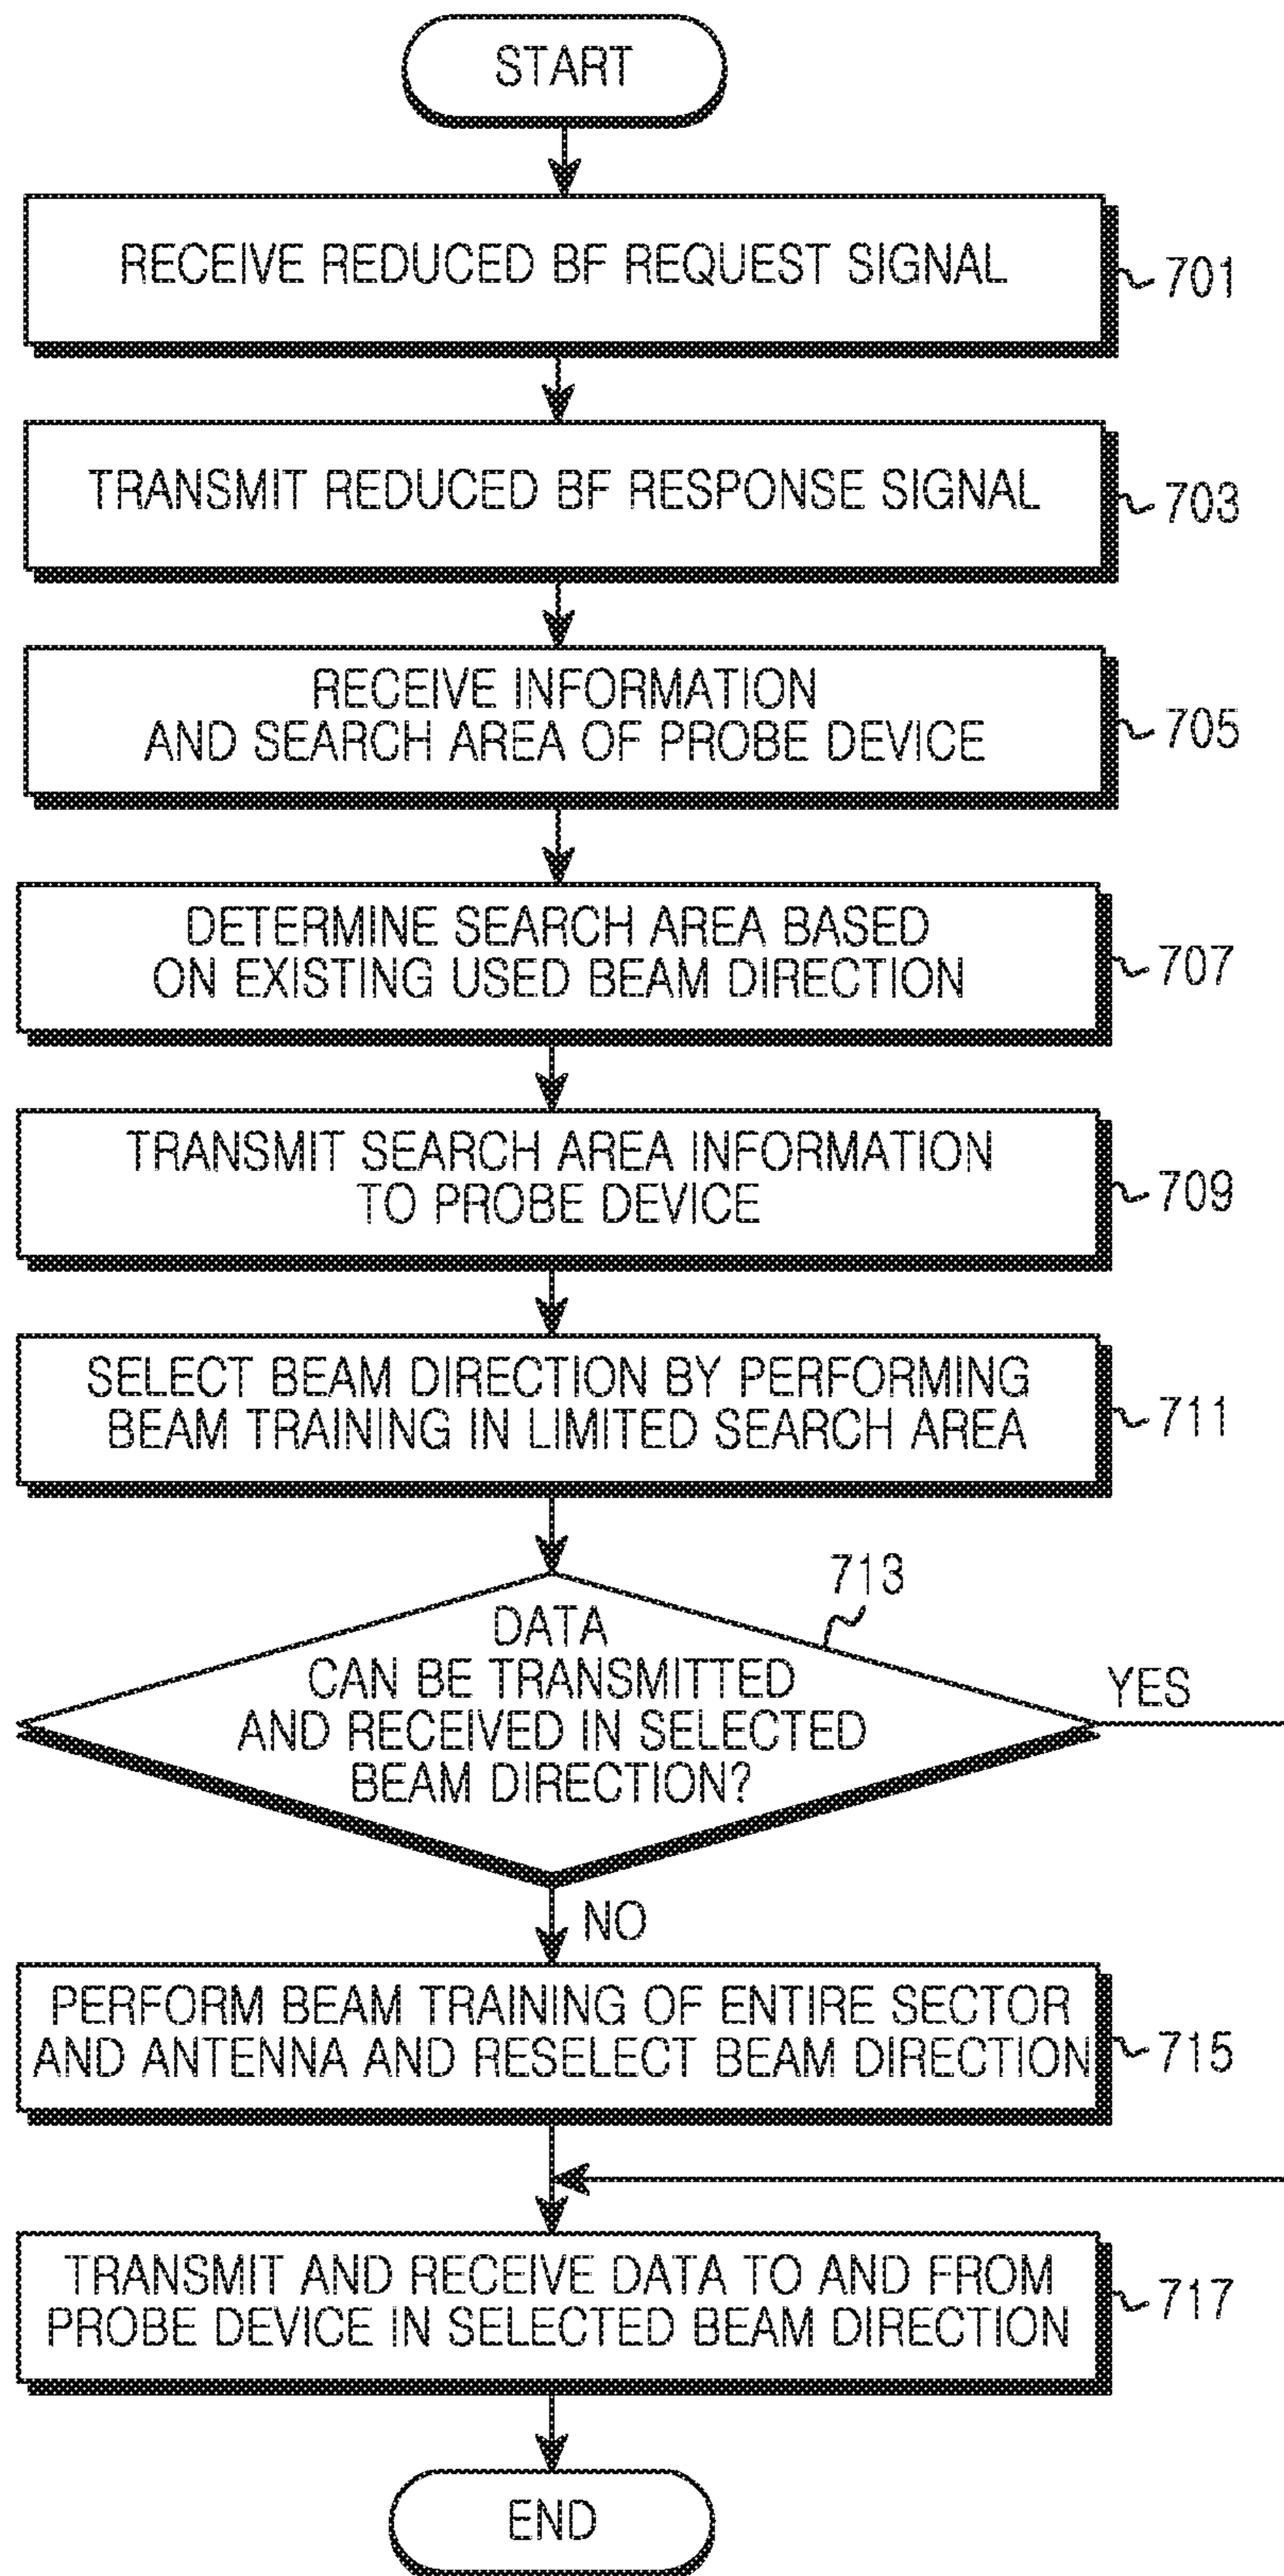 START
RECEIVE REDUCED BF REQUEST SIGNAL
701
TRANSMIT REDUCED BF RESPONSE SIGNAL
703
RECEIVE INFORMATION
AND SEARCH AREA OF PROBE DEVICE
705
DETERMINE SEARCH AREA BASED
ON EXISTING USED BEAM DIRECTION
707
TRANSMIT SEARCH AREA INFORMATION
TO PROBE DEVICE
709
SELECT BEAM DIRECTION BY PERFORMING
BEAM TRAINING IN LIMITED SEARCH AREA
711
713
DATA
CAN BE TRANSMITTED
AND RECEIVED IN SELECTED
BEAM DIRECTION?
YES
NO
PERFORM BEAM TRAINING OF ENTIRE SECTOR
AND ANTENNA AND RESELECT BEAM DIRECTION
715
TRANSMIT AND RECEIVE DATA TO AND FROM
PROBE DEVICE IN SELECTED BEAM DIRECTION
717
END